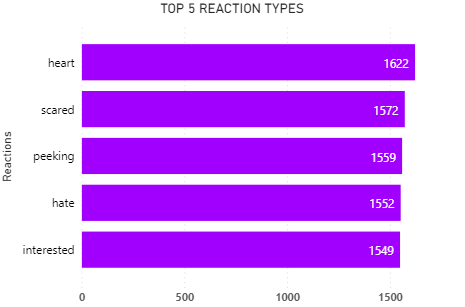 TOP 5 REACTION TYPES
Reactions
heart 1622
scared 1572
peeking 1559
hate 1552
interested 1549
0 500 1000 1500